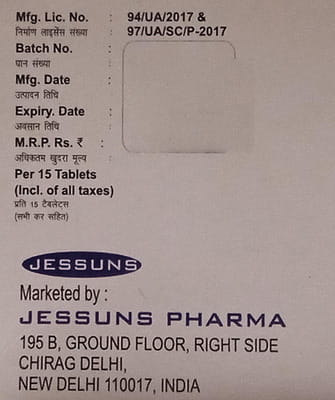 Mfg. Lic. No. : 94/UA/2017 &
निर्माण लाइसेंस संख्या 97/UA/SC/P-2017
Batch No. :
घान संख्या
Mfg. Date :
उत्पादन तिथि
Expiry. Date :
अवसान तिथि
M.R.P. Rs. ₹ :
अधिकतम खुदरा मूल्य
Per 15 Tablets
(Incl. of all taxes)
प्रति 15 टैबलेट्स
(सभी कर सहित)
JESSUNS
Marketed by :
JESSUNS PHARMA
195 B, GROUND FLOOR, RIGHT SIDE
CHIRAG DELHI,
NEW DELHI 110017, INDIA